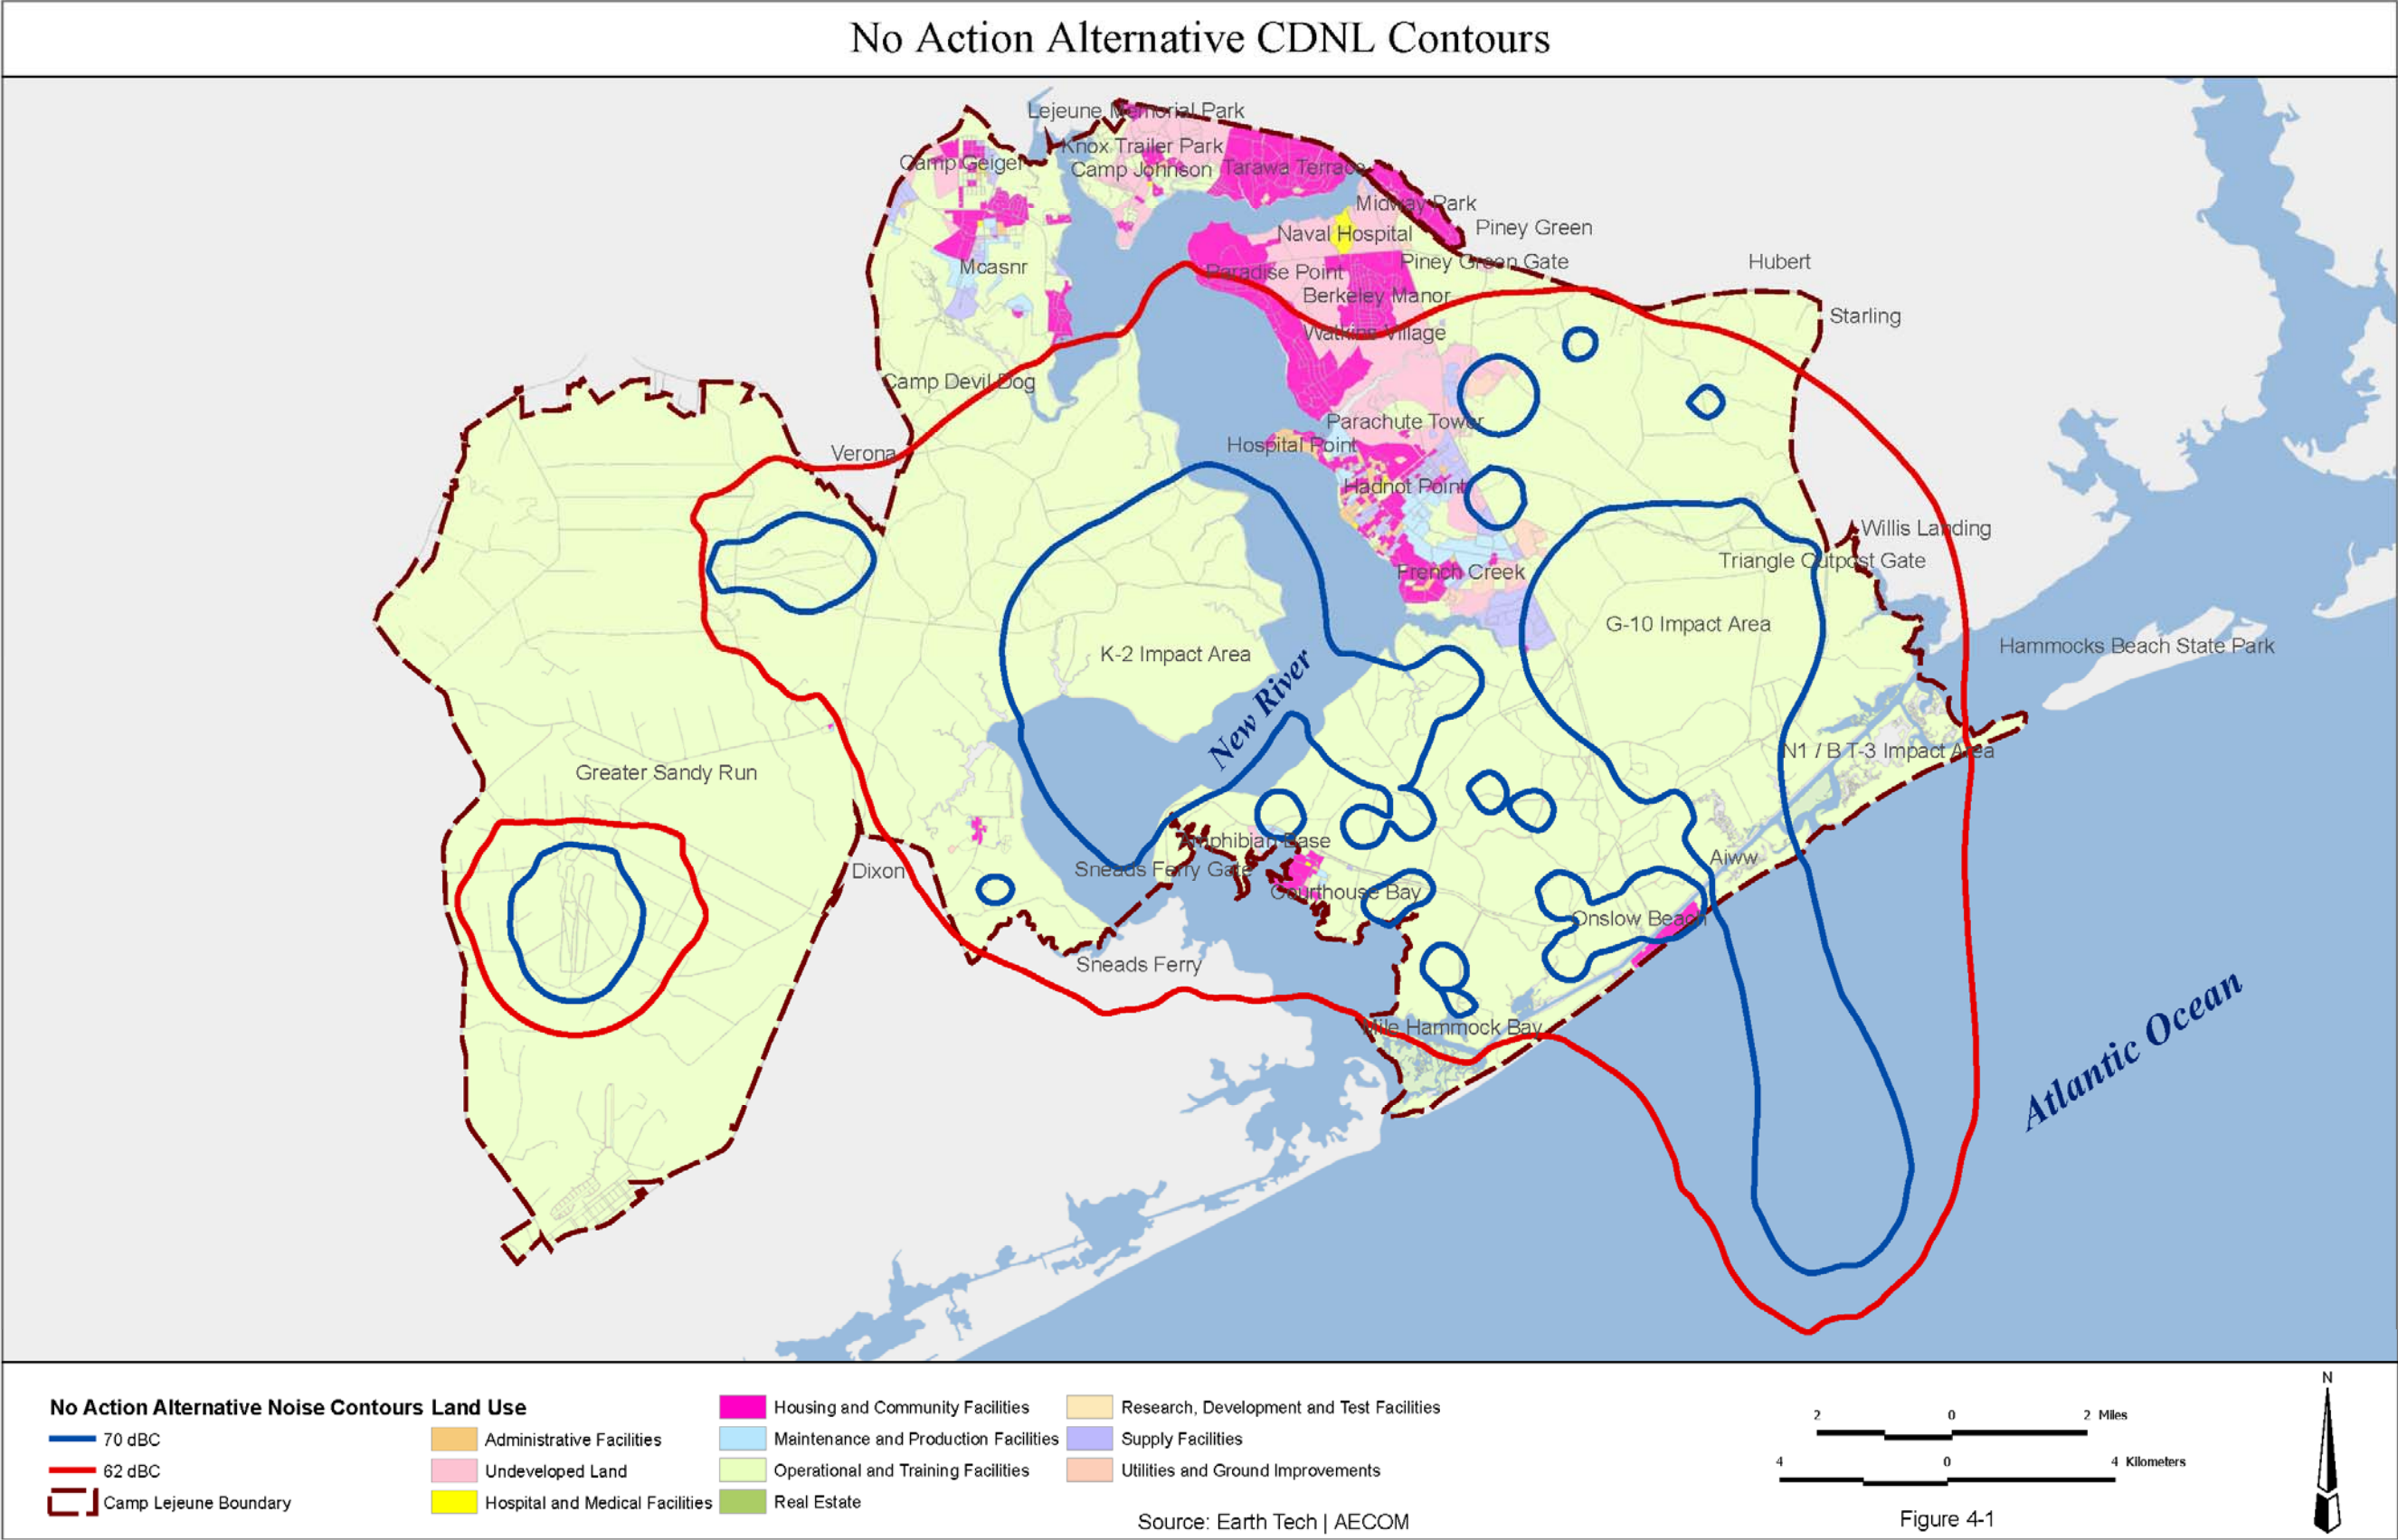 No Action Alternative CDNL Contours
Lejeune Memorial Park
Knox Trailer Park
Camp Geiger
Camp Johnson
Tarawa Terrace
Midway Park
Piney Green
Naval Hospital
Mcasnr
Paradise Point
Piney Green Gate
Hubert
Berkeley Manor
Starling
Watkins Village
Camp Devil Dog
Parachute Tower
Verona
Hospital Point
Hadnot Point
Willis Landing
Triangle Outpost Gate
French Creek
G-10 Impact Area
Hammocks Beach State Park
K-2 Impact Area
New River
N1 / B T-3 Impact Area
Greater Sandy Run
Amphibian Base
Aiww
Dixon
Sneads Ferry Gate
Courthouse Bay
Onslow Beach
Sneads Ferry
Mile Hammock Bay
Atlantic Ocean
No Action Alternative Noise Contours
70 dBC
62 dBC
Camp Lejeune Boundary
Land Use
Administrative Facilities
Undeveloped Land
Hospital and Medical Facilities
Housing and Community Facilities
Maintenance and Production Facilities
Operational and Training Facilities
Real Estate
Research, Development and Test Facilities
Supply Facilities
Utilities and Ground Improvements
Source: Earth Tech | AECOM
2 0 2 Miles
4 0 4 Kilometers
Figure 4-1
N